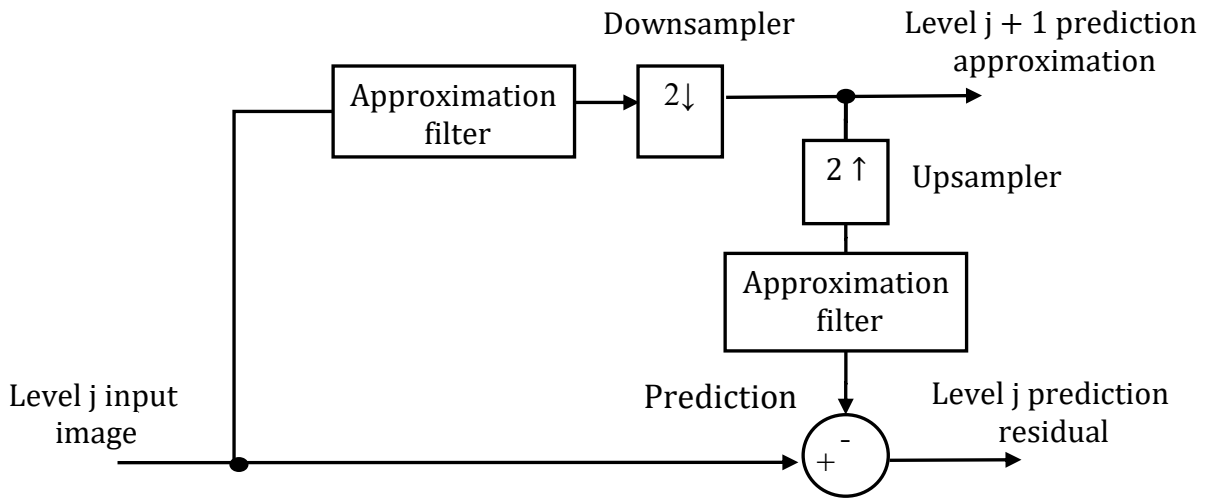 Downsampler
Level j + 1 prediction
approximation
Approximation
filter
2↓
2 ↑
Upsampler
Approximation
filter
Level j input
image
Prediction
Level j prediction
residual
-
+